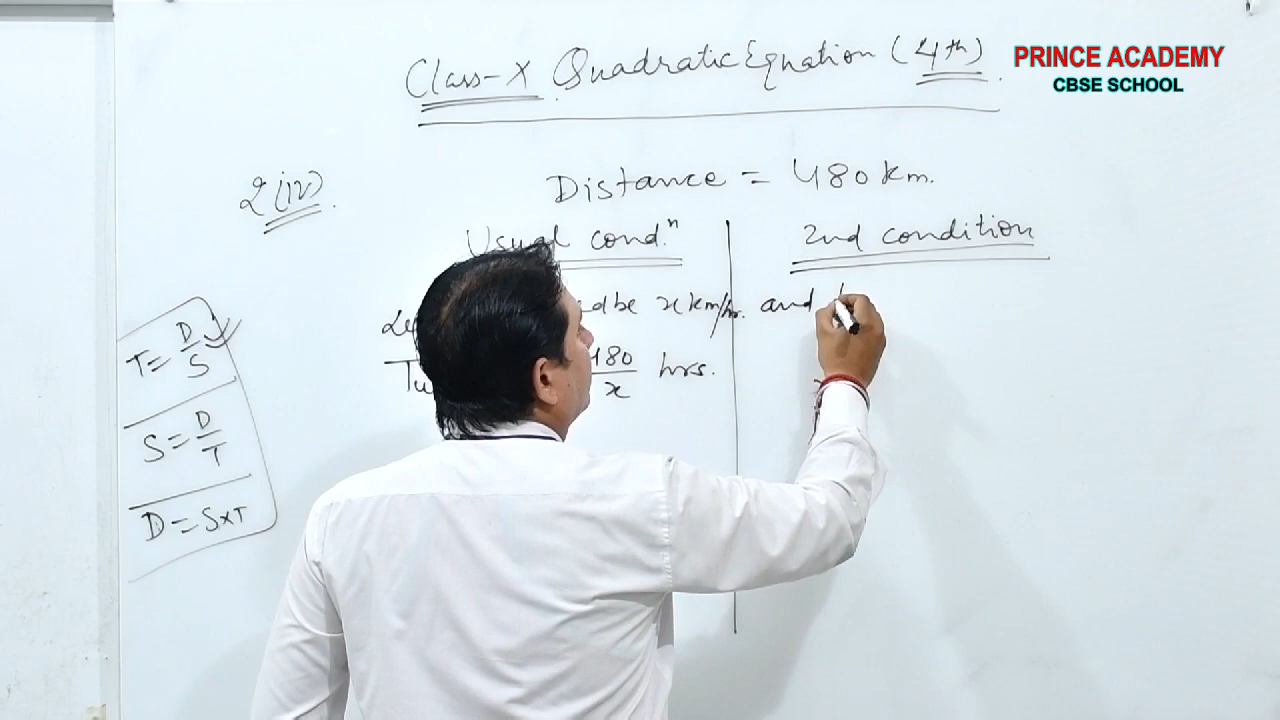 Class-X Quadratic Equation (4th)
PRINCE ACADEMY
CBSE SCHOOL
2(iv).
Distance = 480 km.
Usual cond.ⁿ
2nd condition
be x km/hr. and
480/x hrs.
T = D/S
S = D/T
D = S×T